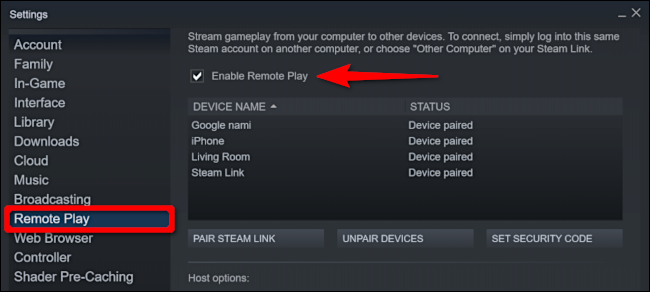 Settings
Account
Family
In-Game
Interface
Library
Downloads
Cloud
Music
Broadcasting
Remote Play
Web Browser
Controller
Shader Pre-Caching
Stream gameplay from your computer to other devices. To connect, simply log into this same
Steam account on another computer, or choose "Other Computer" on your Steam Link.
Enable Remote Play
DEVICE NAME STATUS
Google nami Device paired
iPhone Device paired
Living Room Device paired
Steam Link Device paired
PAIR STEAM LINK UNPAIR DEVICES SET SECURITY CODE
Host options: